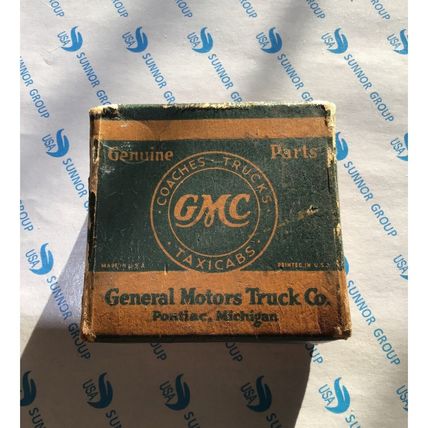 Genuine Parts
COACHES - TRUCKS
GMC
TAXICABS
MADE IN U.S.A. PRINTED IN U.S.A.
General Motors Truck Co.
Pontiac, Michigan
USA SUNNOR GROUP